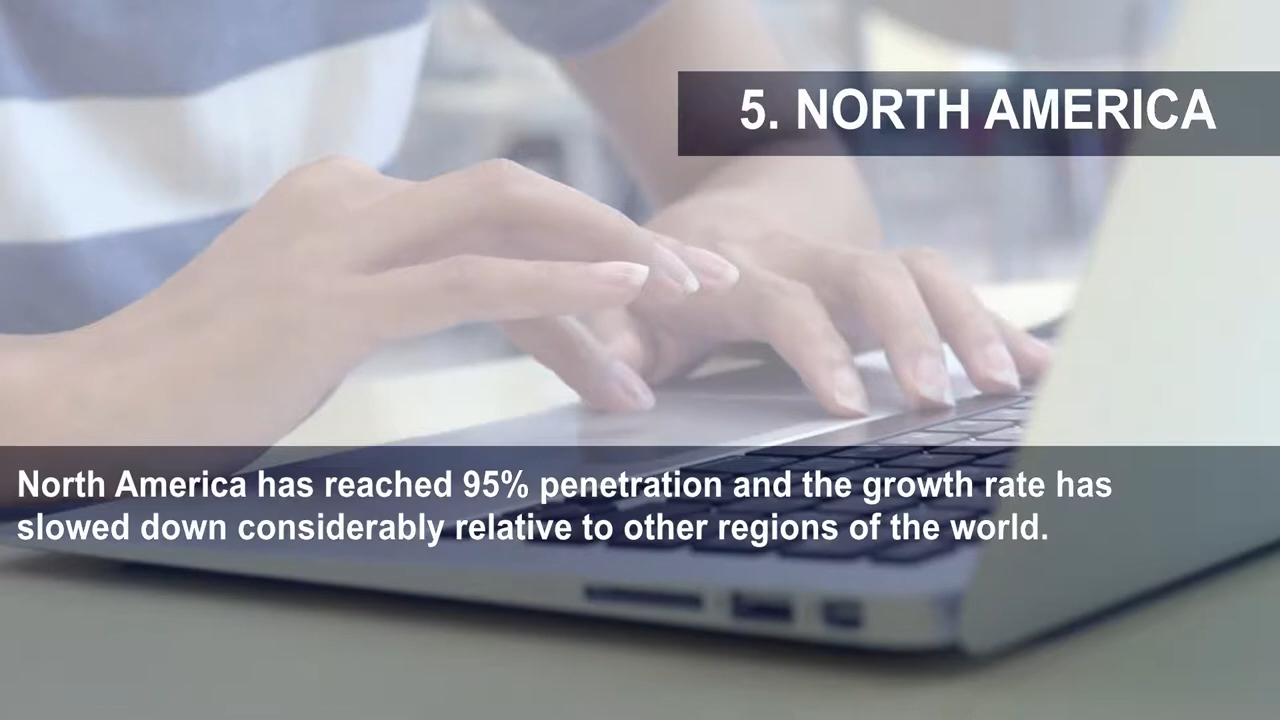 5. NORTH AMERICA
North America has reached 95% penetration and the growth rate has
slowed down considerably relative to other regions of the world.